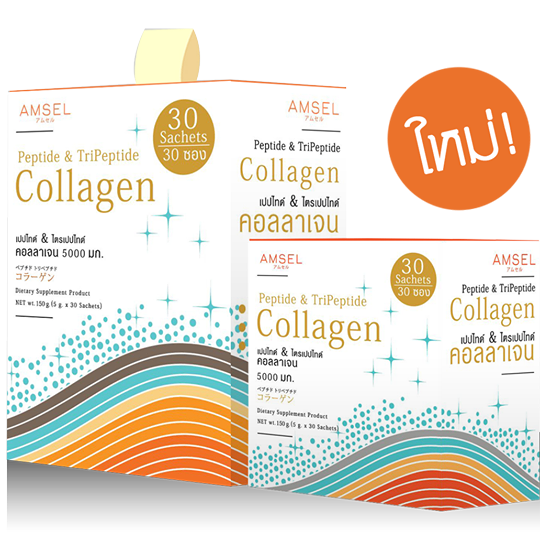 AMSEL
アムセル
30
Sachets
30 ซอง
Peptide & TriPeptide
Collagen
เปปไทด์ & ไตรเปปไทด์
คอลลาเจน 5000 มก.
ペプチド トリペプチド
コラーゲン
Dietary Supplement Product
NET wt. 150 g (5 g. x 30 Sachets)
AMSEL
アムセル
Peptide & TriPeptide
Collagen
เปปไทด์ & ไตรเปปไทด์
คอลลาเจน
ใหม่!
AMSEL
アムセル
30
Sachets
30 ซอง
Peptide & TriPeptide
Collagen
เปปไทด์ & ไตรเปปไทด์
คอลลาเจน
5000 มก.
ペプチド トリペプチド
コラーゲン
Dietary Supplement Product
NET wt. 150 g (5 g. x 30 Sachets)
AMSEL
アムセル
Peptide & TriPeptide
Collagen
เปปไทด์ & ไตรเปปไทด์
คอลลาเจน